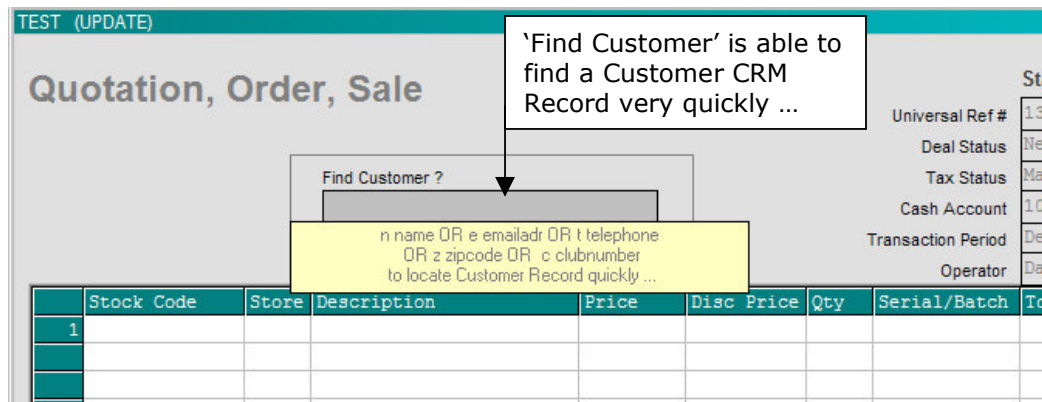 TEST (UPDATE)
‘Find Customer’ is able to
find a Customer CRM
Record very quickly …
Quotation, Order, Sale
Universal Ref #
Deal Status
Tax Status
Cash Account
Transaction Period
Operator
Find Customer ?
n name OR e emailadr OR t telephone
OR z zipcode OR c clubnumber
to locate Customer Record quickly ...
Stock Code Store Description Price Disc Price Qty Serial/Batch
1